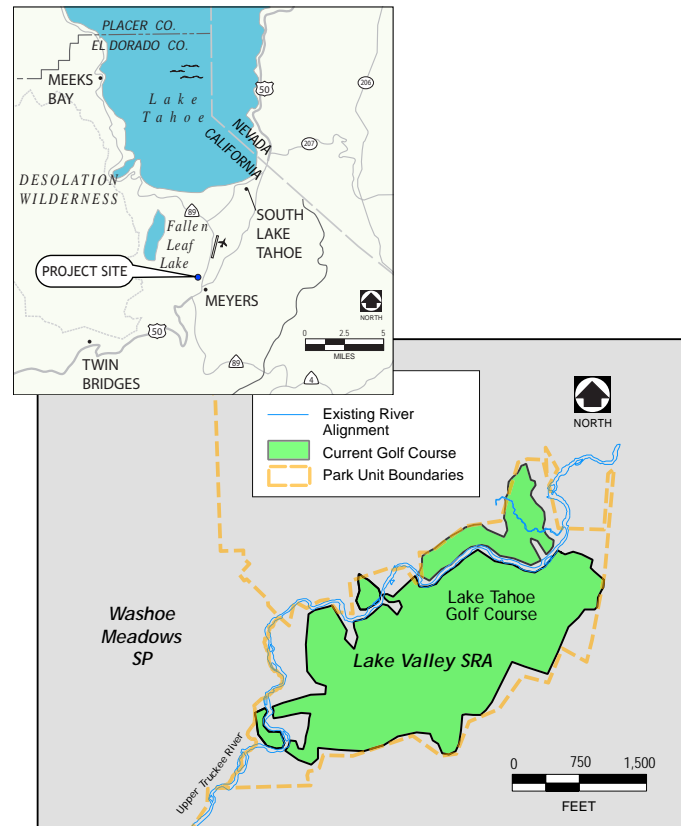 PLACER CO.
EL DORADO CO.
MEEKS
BAY
Lake
Tahoe
50
206
NEVADA
CALIFORNIA
207
DESOLATION
WILDERNESS
89
Fallen
Leaf
Lake
SOUTH
LAKE
TAHOE
PROJECT SITE
MEYERS
NORTH
50
0 2.5 5
MILES
TWIN
BRIDGES
89
4
Existing River
Alignment
Current Golf Course
Park Unit Boundaries
NORTH
Lake Tahoe
Golf Course
Washoe
Meadows
SP
Lake Valley SRA
Upper Truckee River
0 750 1,500
FEET